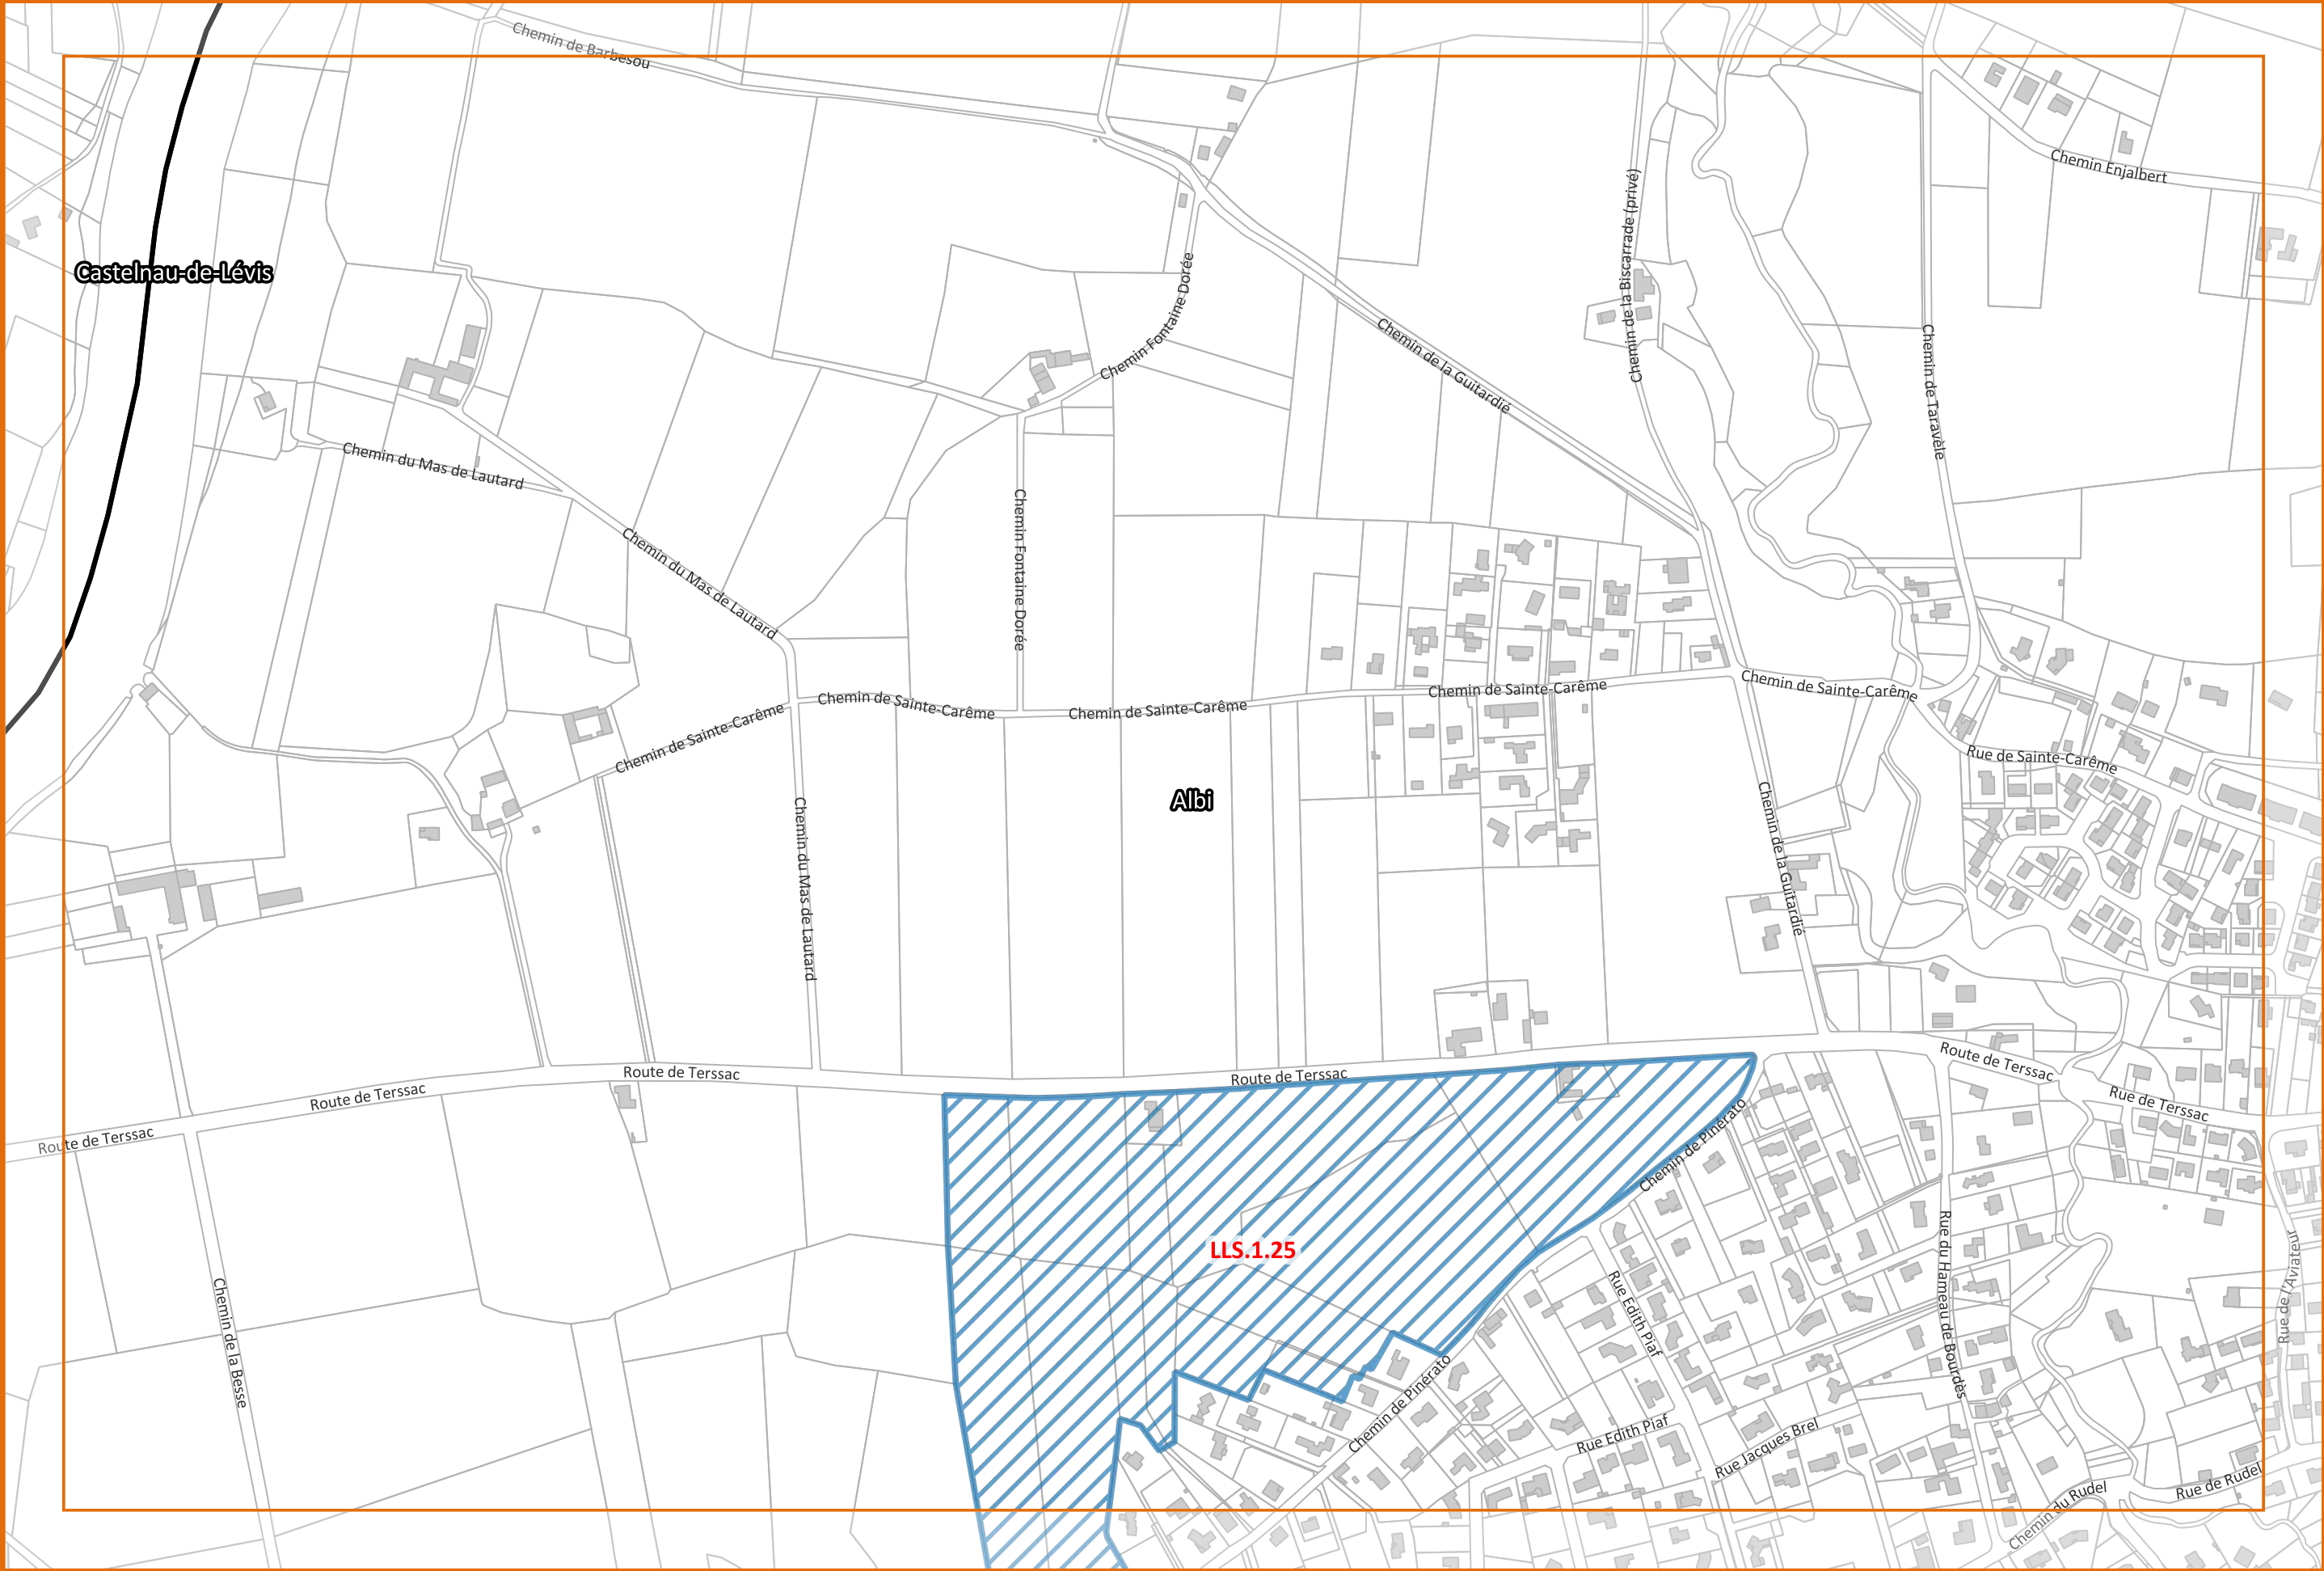 Chemin de Barbesou
Chemin Enjalbert
Chemin de la Biscarrade (privé)
Castelnau-de-Lévis
Chemin Fontaine Dorée
Chemin de la Guitardié
Chemin de Taravèle
Chemin du Mas de Lautard
Chemin Fontaine Dorée
Chemin du Mas de Lautard
Chemin de Sainte-Carême
Chemin de Sainte-Carême
Chemin de Sainte-Carême
Chemin de Sainte-Carême
Chemin de Sainte-Carême
Rue de Sainte-Carême
Albi
Chemin du Mas de Lautard
Chemin de la Guitardié
Route de Terssac
Route de Terssac
Route de Terssac
Route de Terssac
Route de Terssac
Rue de Terssac
Chemin de Pinérato
LLS.1.25
Rue du Hameau de Bourdès
Rue de l'Aviateur
Chemin de la Besse
Rue Edith Piaf
Chemin de Pinérato
Rue Edith Piaf
Rue Jacques Brel
Chemin du Rudel
Rue de Rudel